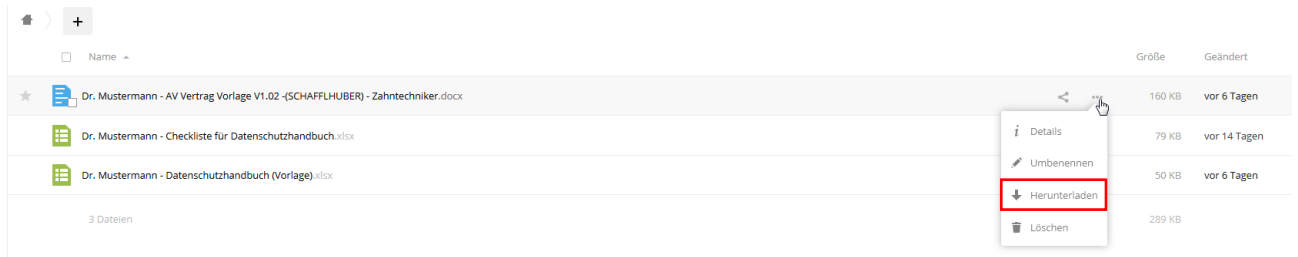 Name
Größe
Geändert
Dr. Mustermann - AV Vertrag Vorlage V1.02 -(SCHAFFLHUBER) - Zahntechniker.docx
160 KB
vor 6 Tagen
Details
Dr. Mustermann - Checkliste für Datenschutzhandbuch.xlsx
79 KB
vor 14 Tagen
Umbenennen
Dr. Mustermann - Datenschutzhandbuch (Vorlage).xlsx
50 KB
vor 6 Tagen
Herunterladen
3 Dateien
289 KB
Löschen